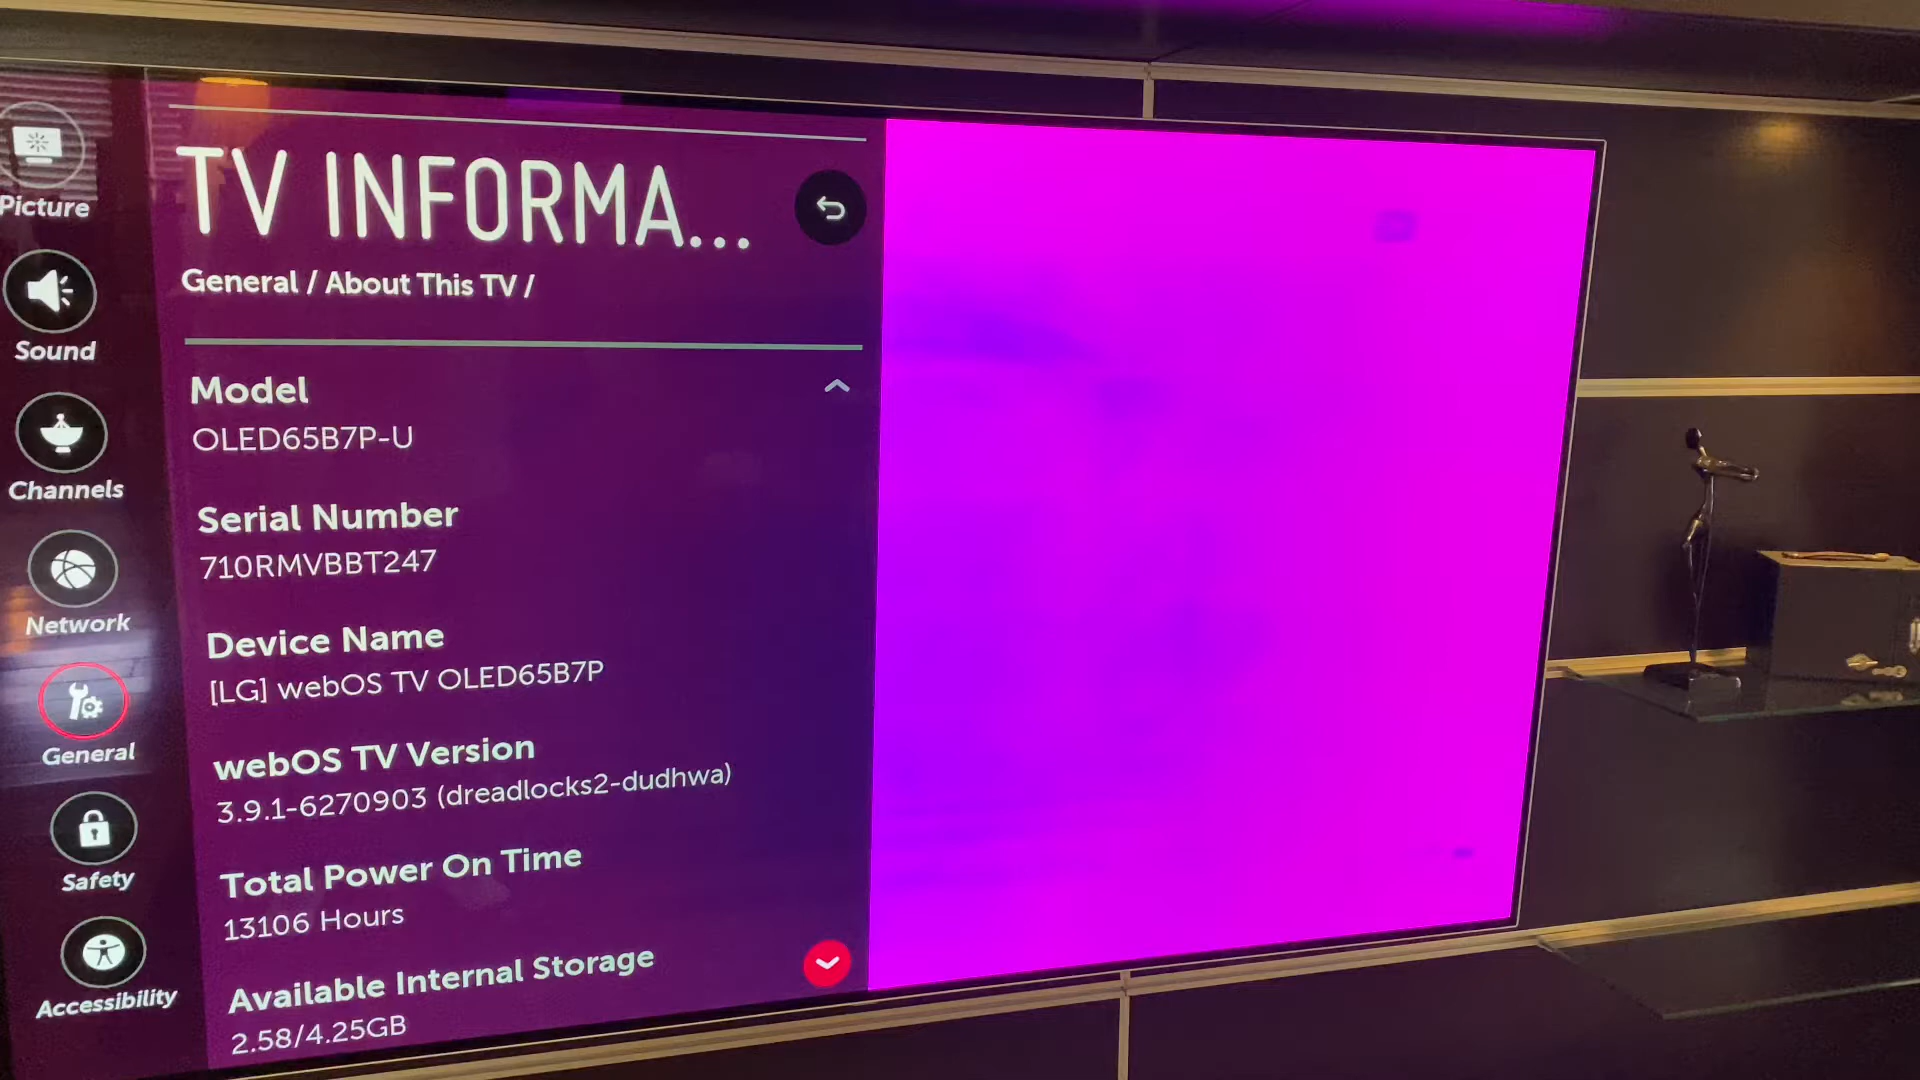 TV INFORMA...
General / About This TV /
Model
OLED65B7P-U
Serial Number
710RMVBBT247
Device Name
[LG] webOS TV OLED65B7P
webOS TV Version
3.9.1-6270903 (dreadlocks2-dudhwa)
Total Power On Time
13106 Hours
Available Internal Storage
2.58/4.25GB
Picture
Sound
Channels
Network
General
Safety
Accessibility